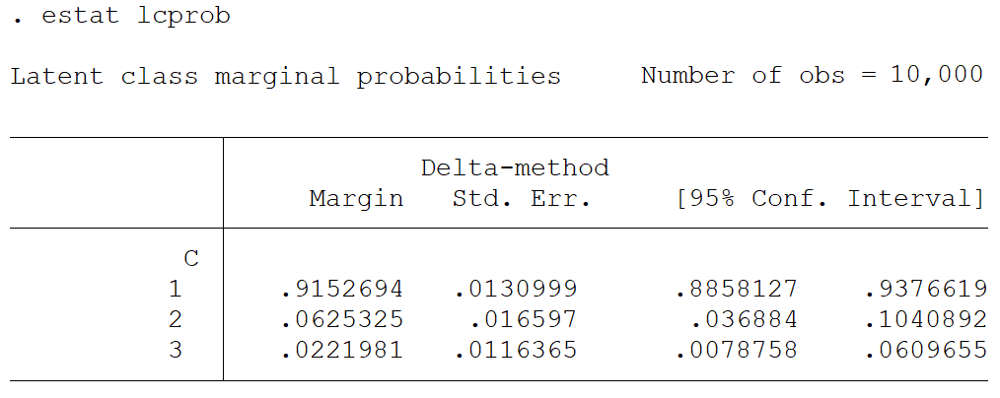 . estat lcprob
Latent class marginal probabilities Number of obs = 10,000
Delta-method
Margin Std. Err. [95% Conf. Interval]
C
1 .9152694 .0130999 .8858127 .9376619
2 .0625325 .016597 .036884 .1040892
3 .0221981 .0116365 .0078758 .0609655